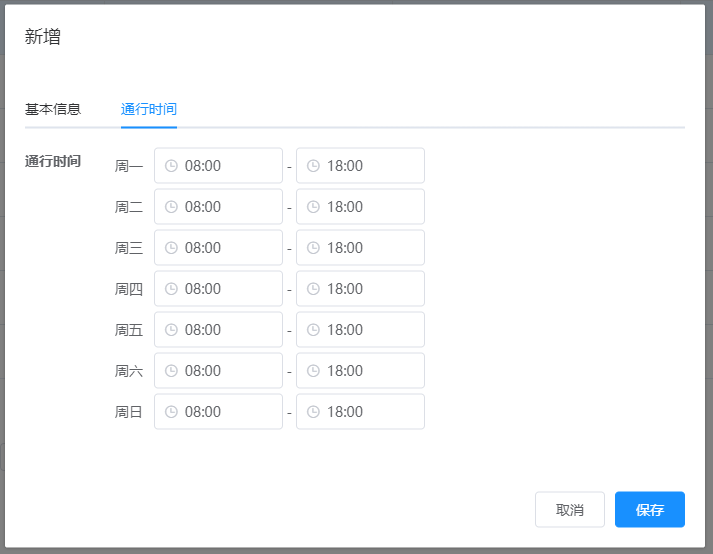 新增
基本信息 通行时间
通行时间 周一 08:00 - 18:00
周二 08:00 - 18:00
周三 08:00 - 18:00
周四 08:00 - 18:00
周五 08:00 - 18:00
周六 08:00 - 18:00
周日 08:00 - 18:00
取消 保存